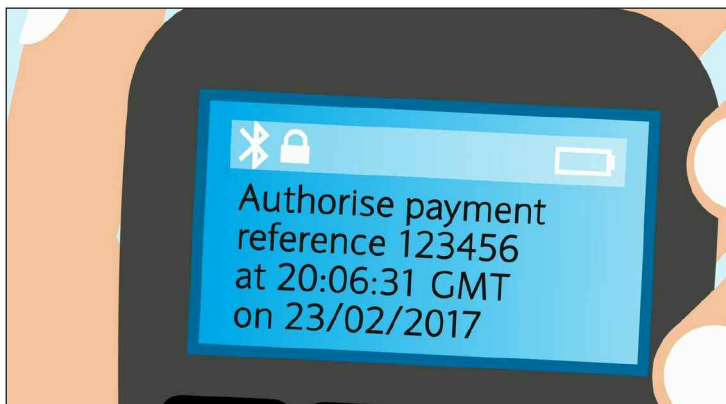 Authorise payment
reference 123456
at 20:06:31 GMT
on 23/02/2017